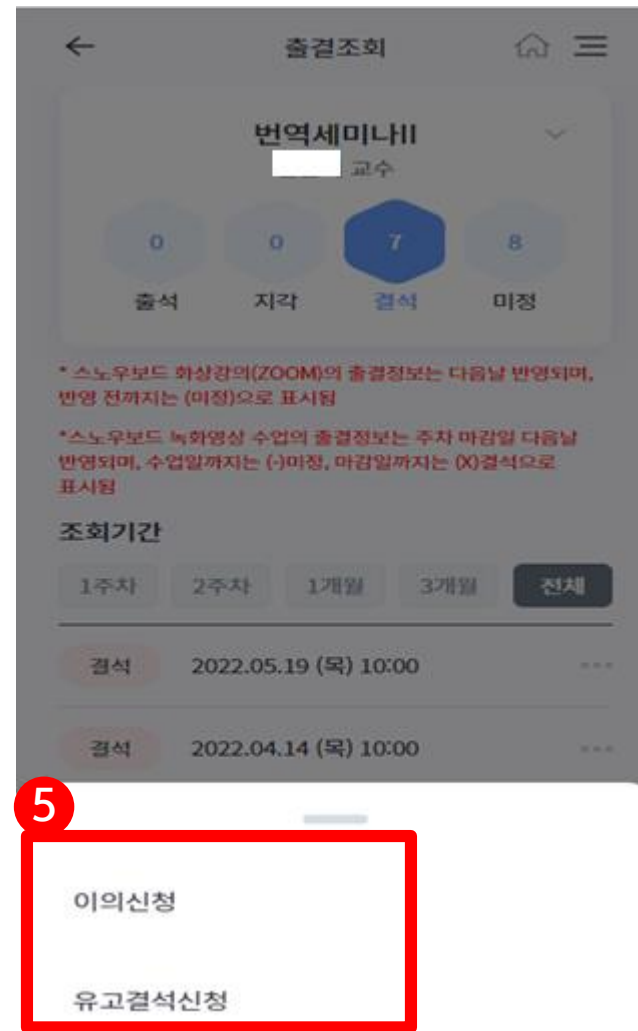 출결조회
번역세미나II
교수
0 0 7 8
출석 지각 결석 미정
* 스노우보드 화상강의(ZOOM)의 출결정보는 다음날 반영되며,
반영 전까지는 (미정)으로 표시됨
*스노우보드 녹화영상 수업의 출결정보는 주차 마감일 다음날
반영되며, 수업일까지는 (-)미정, 마감일까지는 (X)결석으로
표시됨
조회기간
1주차 2주차 1개월 3개월 전체
결석 2022.05.19 (목) 10:00
결석 2022.04.14 (목) 10:00
5
이의신청
유고결석신청